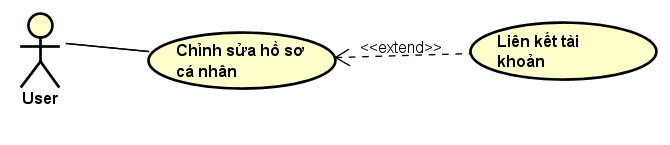 User
Chỉnh sửa hồ sơ
cá nhân
<<extend>>
Liên kết tài
khoản